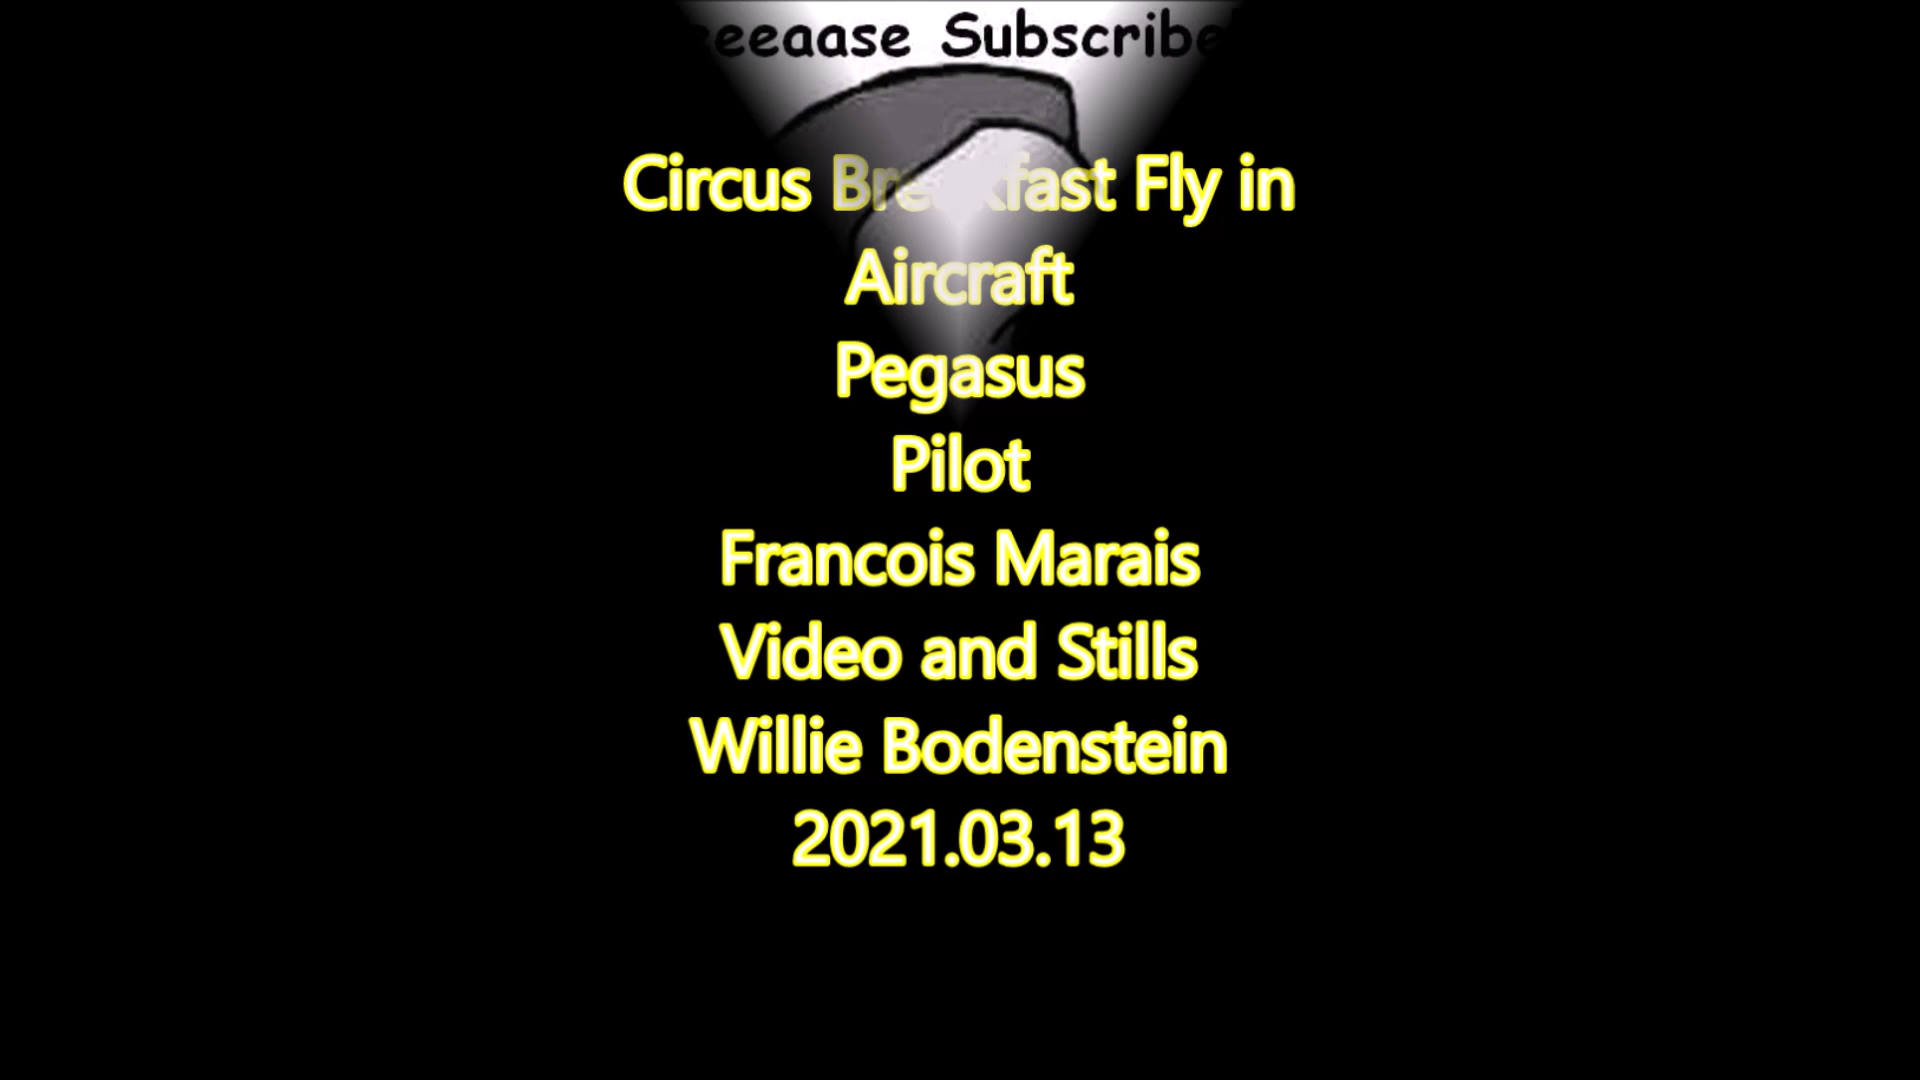 Subscribe
Circus Breakfast Fly in
Aircraft
Pegasus
Pilot
Francois Marais
Video and Stills
Willie Bodenstein
2021.03.13